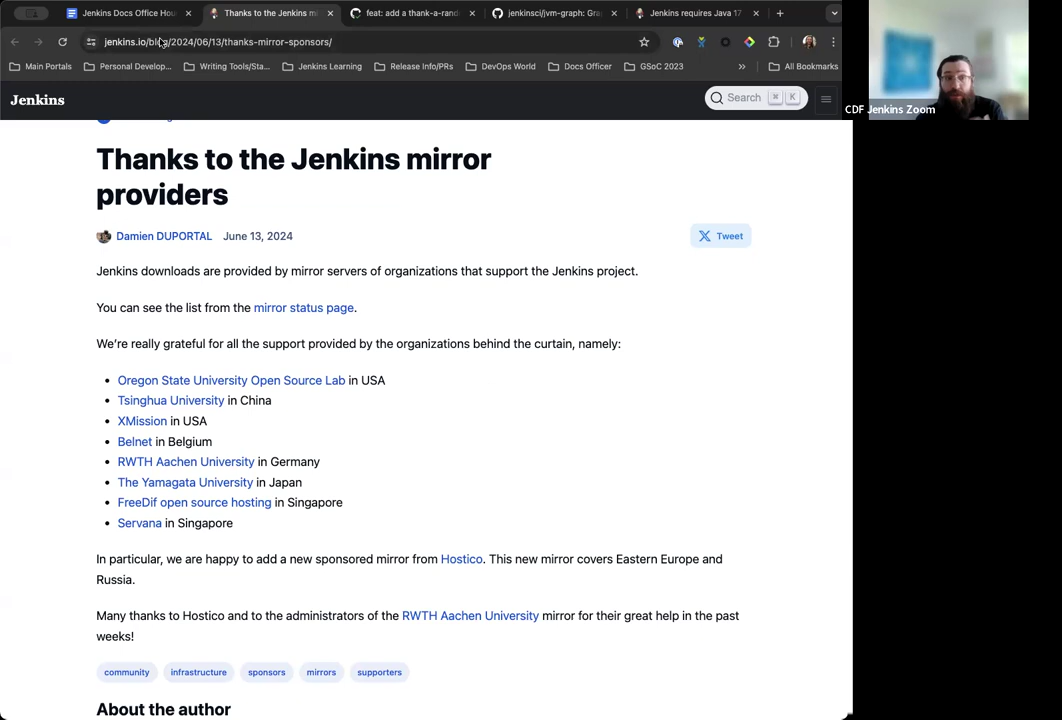 Jenkins Docs Office Hou
Thanks to the Jenkins mi
feat: add a thank-a-rand
jenkinsci/jvm-graph: Gra
Jenkins requires Java 17
jenkins.io/blog/2024/06/13/thanks-mirror-sponsors/
Main Portals
Personal Develop...
Writing Tools/Sta...
Jenkins Learning
Release Info/PRs
DevOps World
Docs Officer
GSoC 2023
»
All Bookmarks
Jenkins
Search ⌘ K
CDF Jenkins Zoom
Thanks to the Jenkins mirror
providers
Damien DUPORTAL June 13, 2024
Tweet
Jenkins downloads are provided by mirror servers of organizations that support the Jenkins project.
You can see the list from the mirror status page.
We're really grateful for all the support provided by the organizations behind the curtain, namely:
• Oregon State University Open Source Lab in USA
• Tsinghua University in China
• XMission in USA
• Belnet in Belgium
• RWTH Aachen University in Germany
• The Yamagata University in Japan
• FreeDif open source hosting in Singapore
• Servana in Singapore
In particular, we are happy to add a new sponsored mirror from Hostico. This new mirror covers Eastern Europe and
Russia.
Many thanks to Hostico and to the administrators of the RWTH Aachen University mirror for their great help in the past
weeks!
community
infrastructure
sponsors
mirrors
supporters
About the author